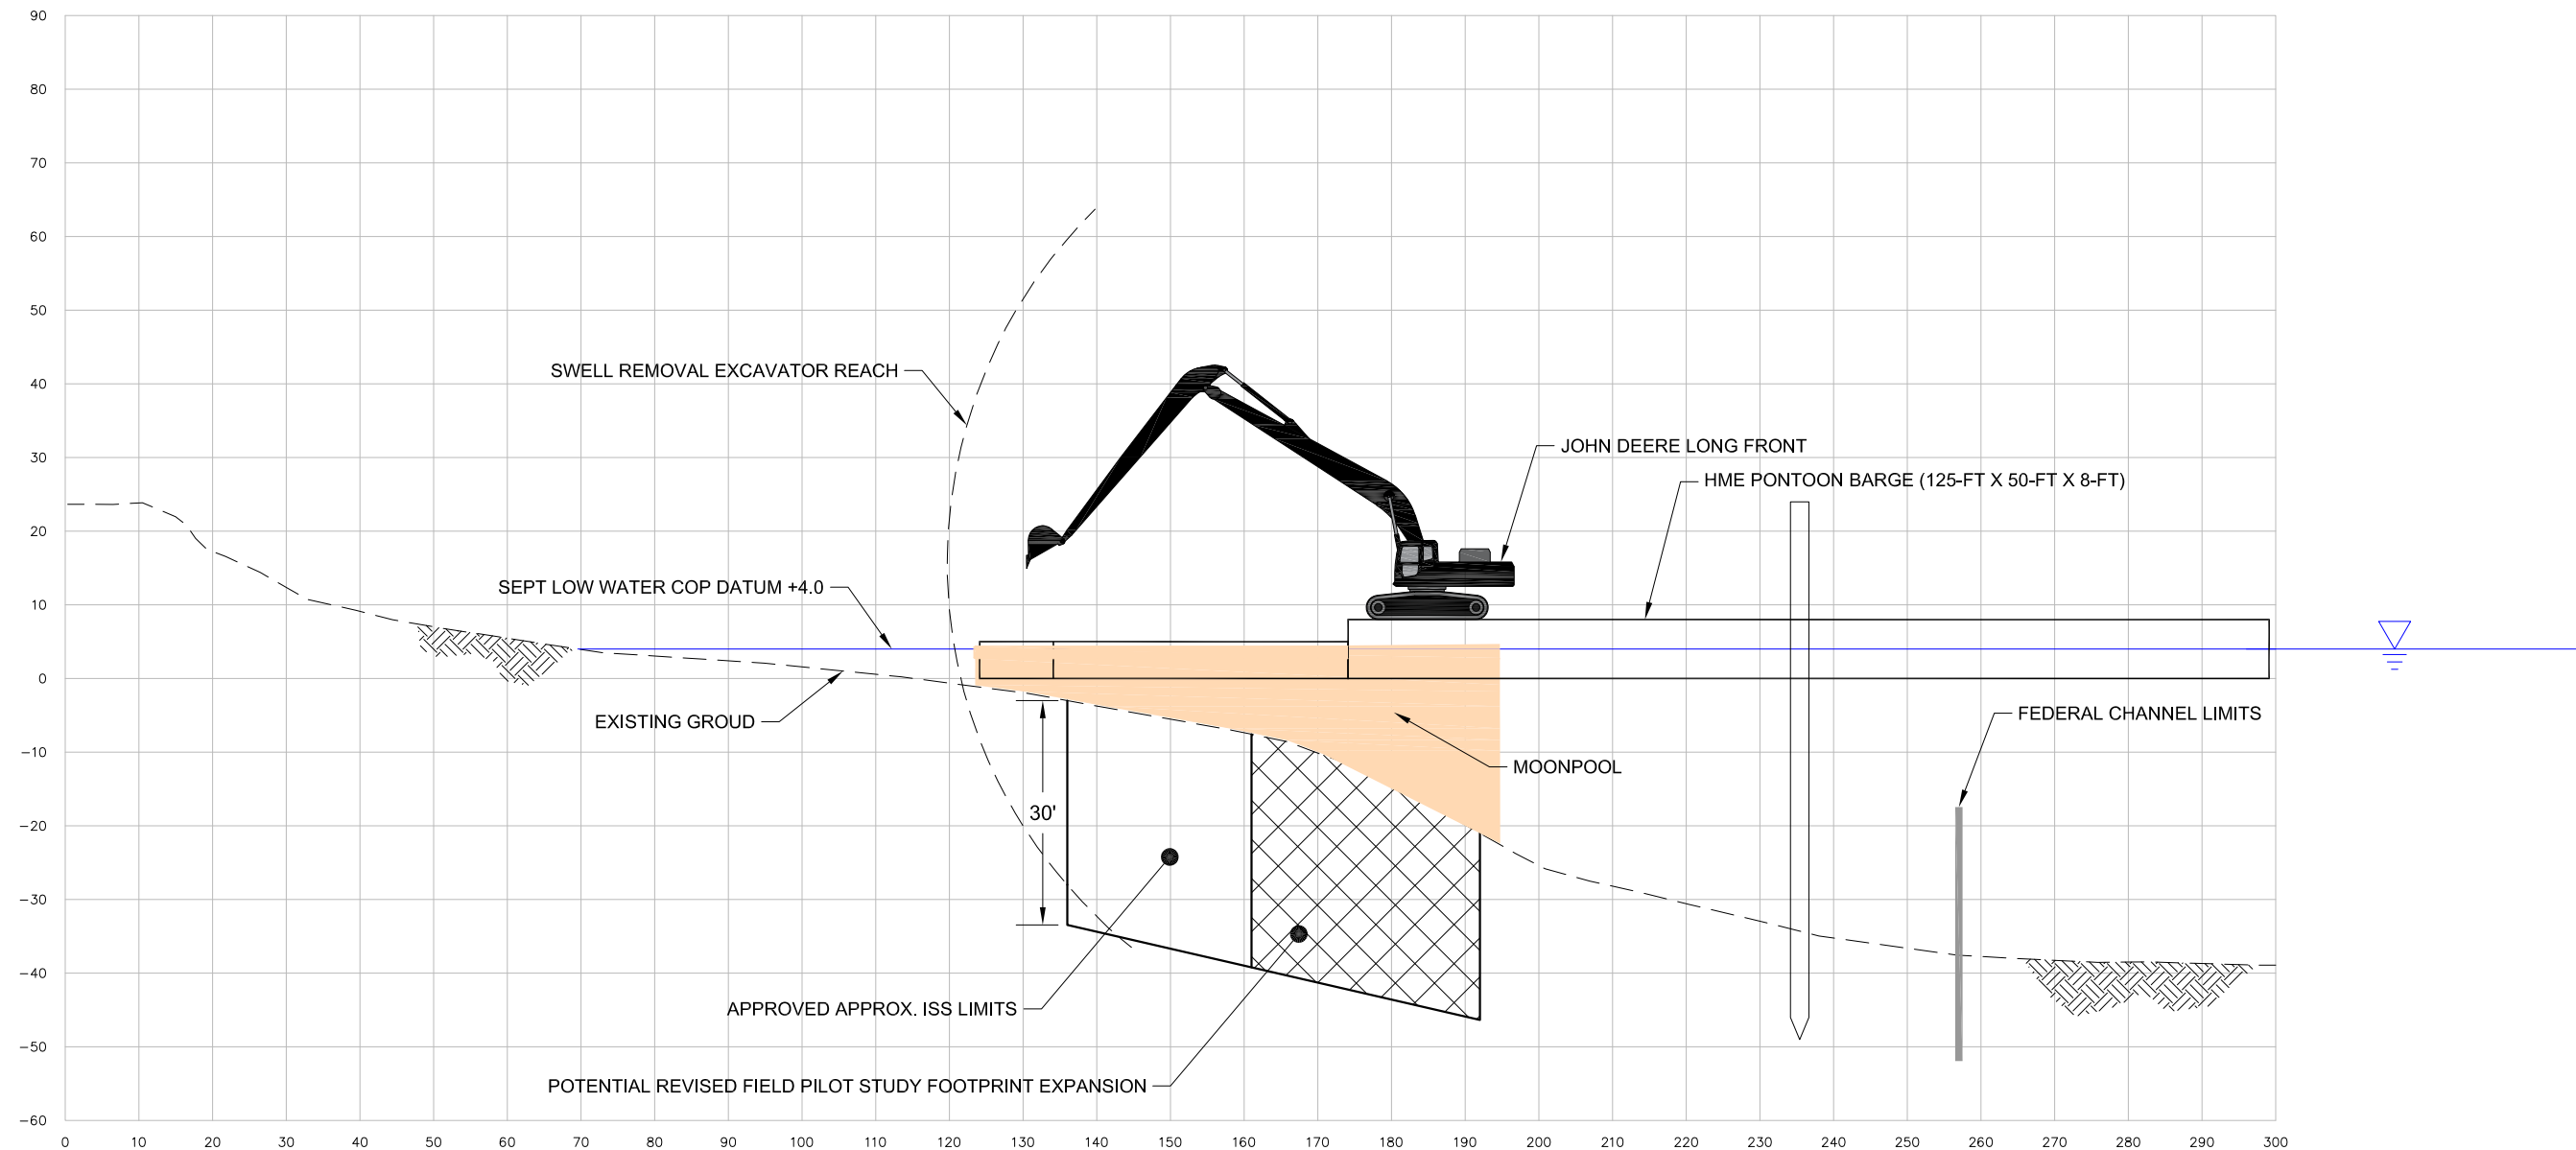 90
80
70
60
50
40
30
20
10
0
−10
−20
−30
−40
−50
−60
SWELL REMOVAL EXCAVATOR REACH
JOHN DEERE LONG FRONT
HME PONTOON BARGE (125-FT X 50-FT X 8-FT)
SEPT LOW WATER COP DATUM +4.0
EXISTING GROUD
FEDERAL CHANNEL LIMITS
MOONPOOL
30'
APPROVED APPROX. ISS LIMITS
POTENTIAL REVISED FIELD PILOT STUDY FOOTPRINT EXPANSION
0 10 20 30 40 50 60 70 80 90 100 110 120 130 140 150 160 170 180 190 200 210 220 230 240 250 260 270 280 290 300